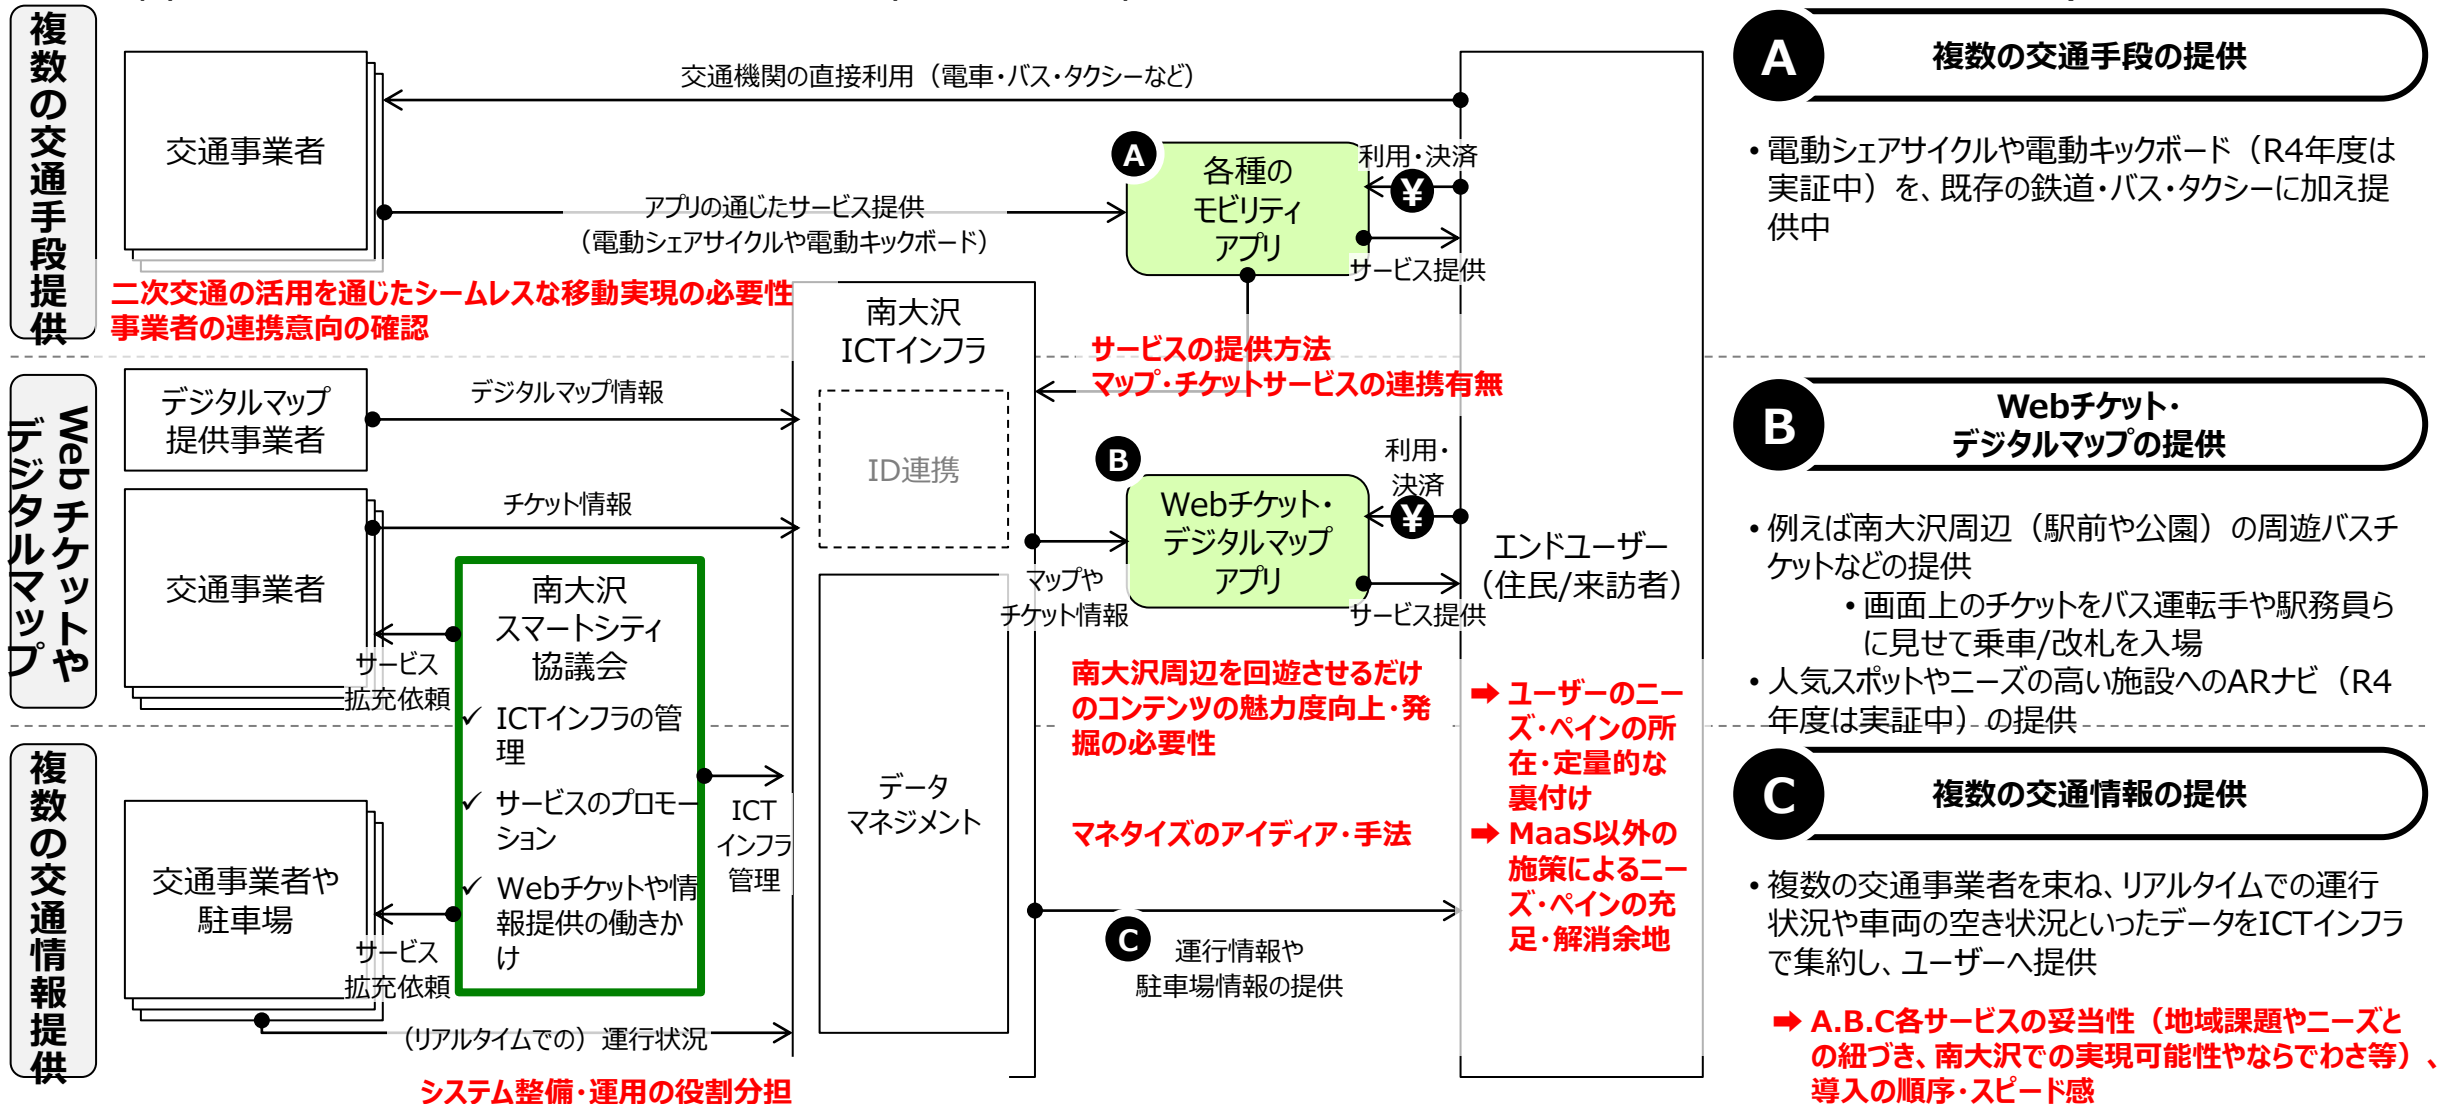 複数の交通手段提供
交通事業者
交通機関の直接利用（電車・バス・タクシーなど）
アプリの通じたサービス提供
（電動シェアサイクルや電動キックボード）
A
各種の
モビリティ
アプリ
利用・決済
¥
サービス提供
二次交通の活用を通じたシームレスな移動実現の必要性
事業者の連携意向の確認
南大沢
ICTインフラ
サービスの提供方法
マップ・チケットサービスの連携有無
Webチケットや
デジタルマップ
デジタルマップ
提供事業者
デジタルマップ情報
ID連携
交通事業者
チケット情報
B
Webチケット・
デジタルマップ
アプリ
利用・
決済
¥
サービス提供
マップや
チケット情報
エンドユーザー
（住民/来訪者）
南大沢
スマートシティ
協議会
✓ ICTインフラの管
理
✓ サービスのプロモー
ション
✓ Webチケットや情
報提供の働きか
け
サービス
拡充依頼
南大沢周辺を回遊させるだけ
のコンテンツの魅力度向上・発
掘の必要性
マネタイズのアイディア・手法
➡ ユーザーのニー
ズ・ペインの所
在・定量的な
裏付け
➡ MaaS以外の
施策によるニー
ズ・ペインの充
足・解消余地
複数の交通情報提供
交通事業者や
駐車場
サービス
拡充依頼
ICT
インフラ
管理
データ
マネジメント
C
運行情報や
駐車場情報の提供
（リアルタイムでの）運行状況
システム整備・運用の役割分担
A
複数の交通手段の提供
• 電動シェアサイクルや電動キックボード（R4年度は
実証中）を、既存の鉄道・バス・タクシーに加え提
供中
B
Webチケット・
デジタルマップの提供
• 例えば南大沢周辺（駅前や公園）の周遊バスチ
ケットなどの提供
• 画面上のチケットをバス運転手や駅務員ら
に見せて乗車/改札を入場
• 人気スポットやニーズの高い施設へのARナビ（R4
年度は実証中）の提供
C
複数の交通情報の提供
• 複数の交通事業者を束ね、リアルタイムでの運行
状況や車両の空き状況といったデータをICTインフラ
で集約し、ユーザーへ提供
➡ A.B.C各サービスの妥当性（地域課題やニーズと
の紐づき、南大沢での実現可能性やならでわさ等）、
導入の順序・スピード感